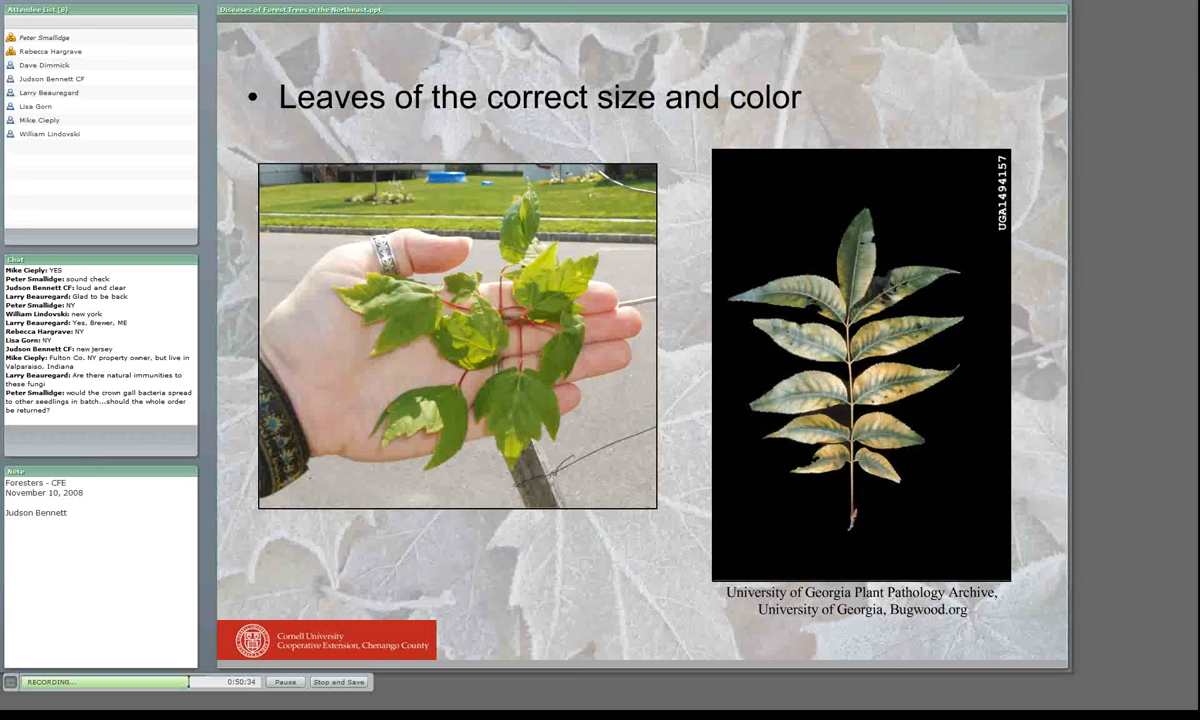 Attendee List (8)
Peter Smallidge
Rebecca Hargrave
Dave Dimmick
Judson Bennett CF
Larry Beauregard
Lisa Gorn
Mike Cieply
William Lindovski
Chat
Mike Cieply: YES
Peter Smallidge: sound check
Judson Bennett CF: loud and clear
Larry Beauregard: Glad to be back
Peter Smallidge: NY
William Lindovski: new york
Larry Beauregard: Yes, Brewer, ME
Rebecca Hargrave: NY
Lisa Gorn: NY
Judson Bennett CF: new jersey
Mike Cieply: Fulton Co. NY property owner, but live in
Valparaiso, Indiana
Larry Beauregard: Are there natural immunities to
these fungi
Peter Smallidge: would the crown gall bacteria spread
to other seedlings in batch...should the whole order
be returned?
Note
Foresters - CFE
November 10, 2008
Judson Bennett
Diseases of Forest Trees in the Northeast.ppt
• Leaves of the correct size and color
UGA1494157
University of Georgia Plant Pathology Archive,
University of Georgia, Bugwood.org
Cornell University
Cooperative Extension, Chenango County
RECORDING...
0:50:34
Pause
Stop and Save